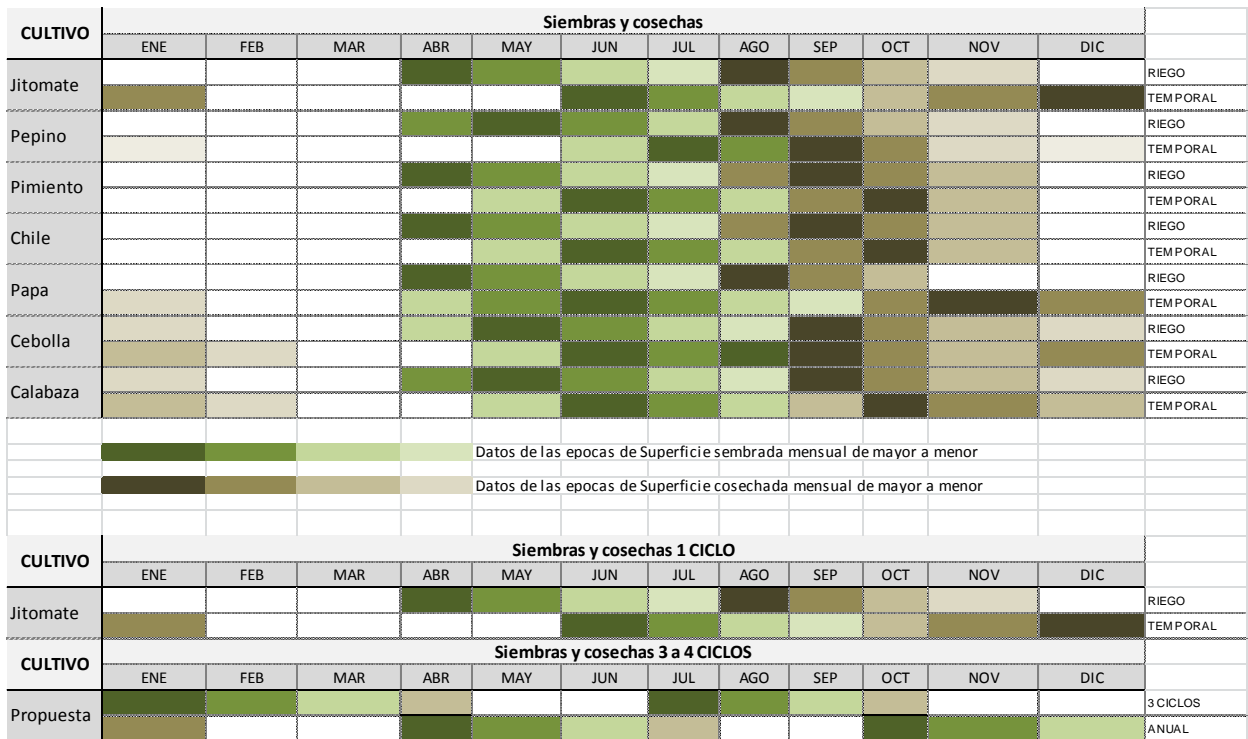 CULTIVO
Siembras y cosechas
ENE FEB MAR ABR MAY JUN JUL AGO SEP OCT NOV DIC
Jitomate
RIEGO
TEMPORAL
Pepino
RIEGO
TEMPORAL
Pimiento
RIEGO
TEMPORAL
Chile
RIEGO
TEMPORAL
Papa
RIEGO
TEMPORAL
Cebolla
RIEGO
TEMPORAL
Calabaza
RIEGO
TEMPORAL
Datos de las epocas de Superficie sembrada mensual de mayor a menor
Datos de las epocas de Superficie cosechada mensual de mayor a menor
CULTIVO
Siembras y cosechas 1 CICLO
ENE FEB MAR ABR MAY JUN JUL AGO SEP OCT NOV DIC
Jitomate
RIEGO
TEMPORAL
CULTIVO
Siembras y cosechas 3 a 4 CICLOS
ENE FEB MAR ABR MAY JUN JUL AGO SEP OCT NOV DIC
Propuesta
3 CICLOS
ANUAL